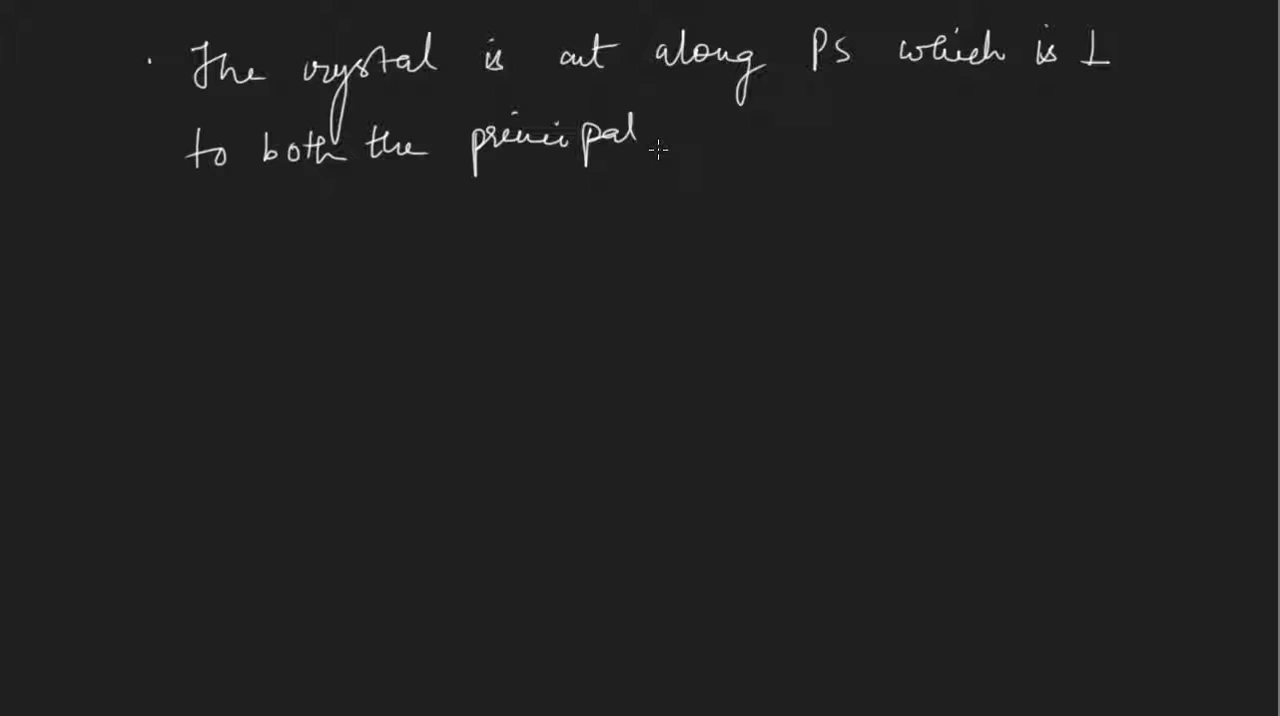 · The crystal is cut along PS which is ⊥
to both the principal